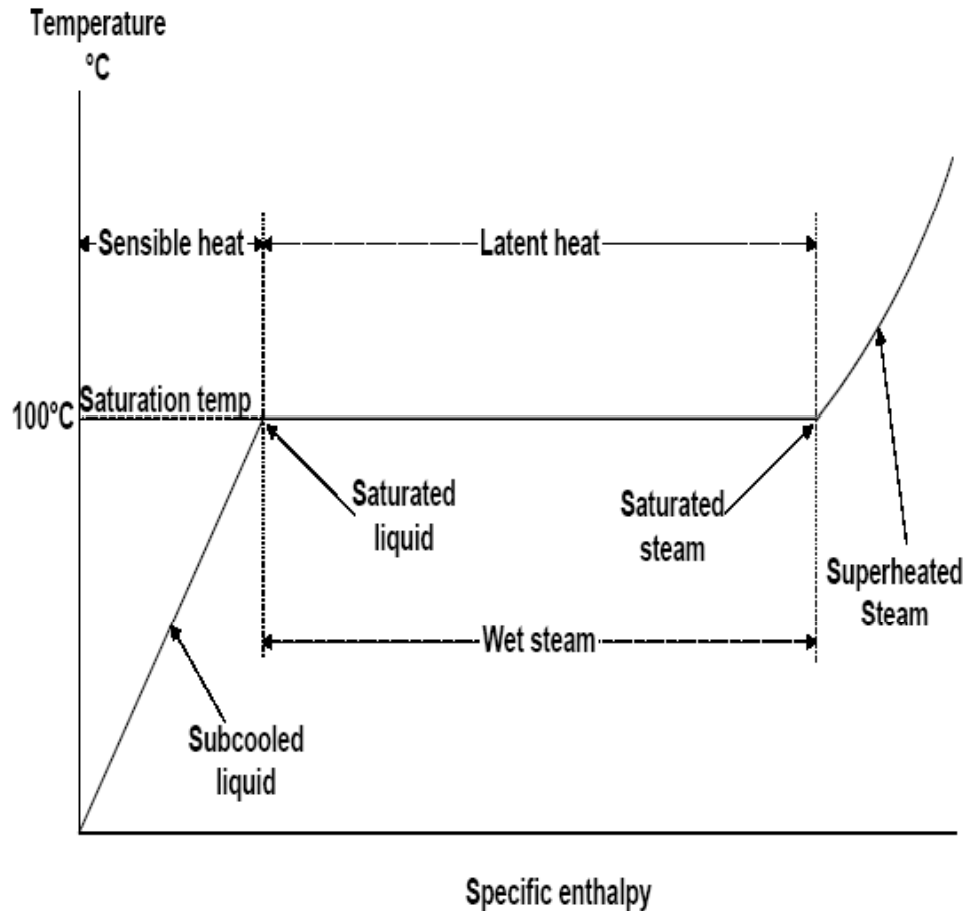 Temperature
°C
Sensible heat
Latent heat
Saturation temp
100°C
Saturated
liquid
Saturated
steam
Superheated
Steam
Wet steam
Subcooled
liquid
Specific enthalpy